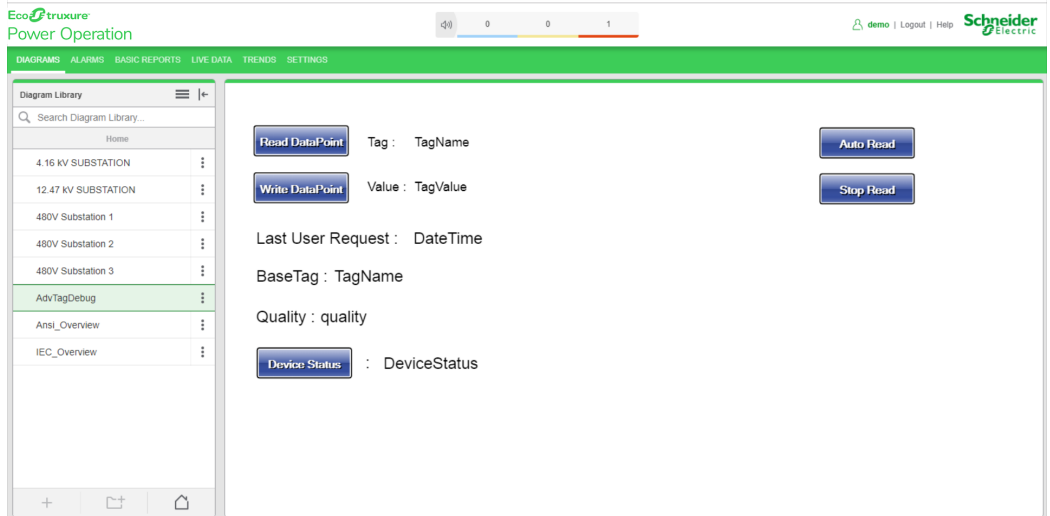 EcoStruxure
Power Operation
0 0 1
demo | Logout | Help
Schneider Electric
DIAGRAMS ALARMS BASIC REPORTS LIVE DATA TRENDS SETTINGS
Diagram Library
Search Diagram Library...
Home
4.16 kV SUBSTATION
12.47 kV SUBSTATION
480V Substation 1
480V Substation 2
480V Substation 3
AdvTagDebug
Ansi_Overview
IEC_Overview
Read DataPoint Tag : TagName Auto Read
Write DataPoint Value : TagValue Stop Read
Last User Request : DateTime
BaseTag : TagName
Quality : quality
Device Status : DeviceStatus